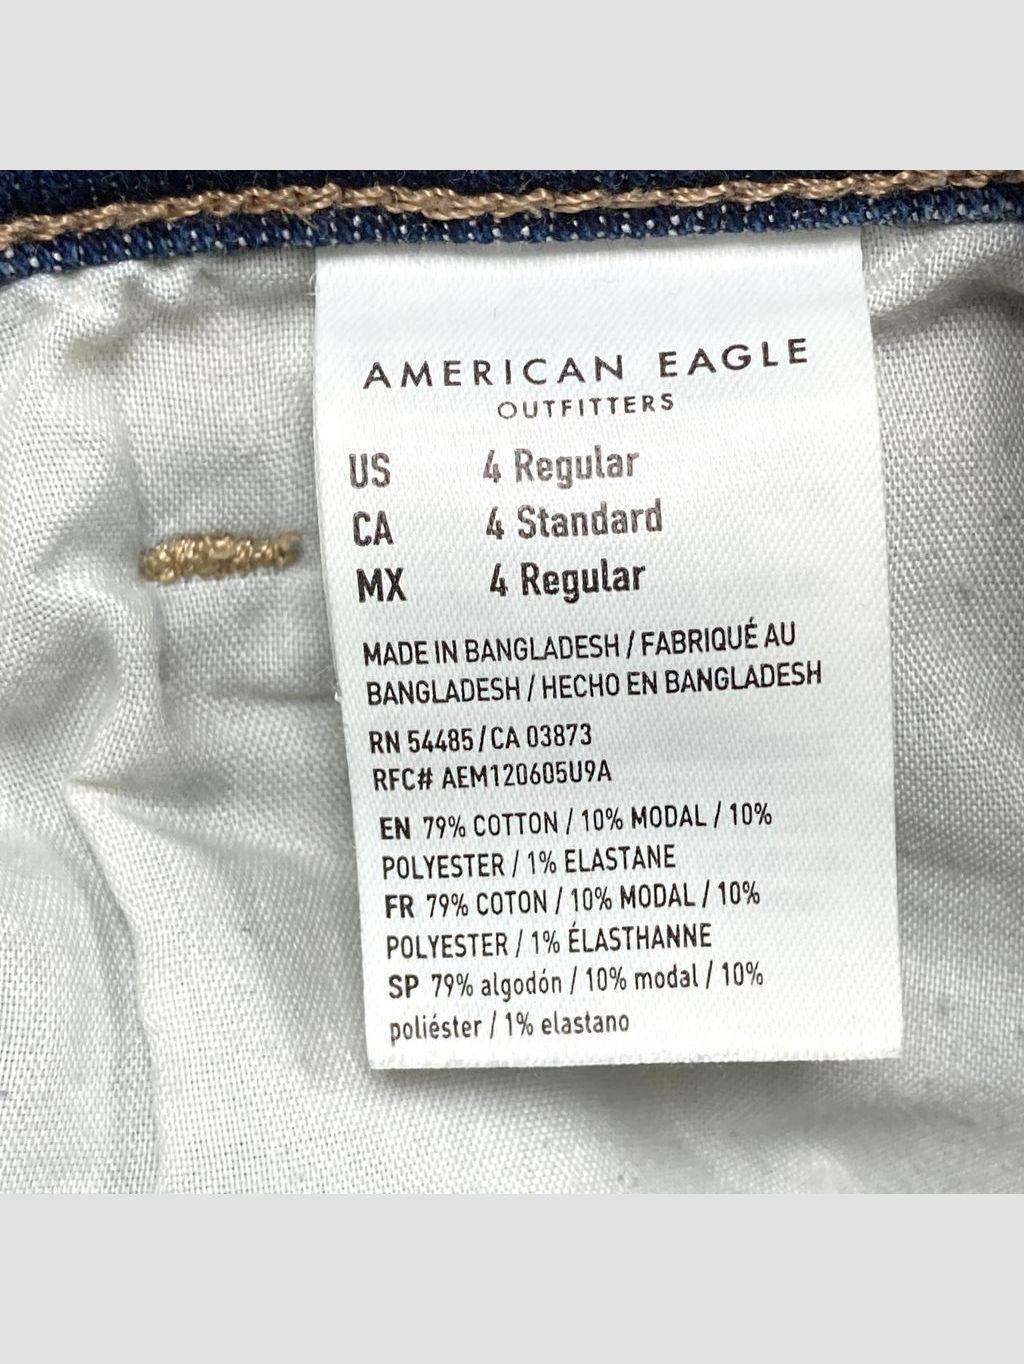 AMERICAN EAGLE
OUTFITTERS
US 4 Regular
CA 4 Standard
MX 4 Regular
MADE IN BANGLADESH / FABRIQUÉ AU
BANGLADESH / HECHO EN BANGLADESH
RN 54485 / CA 03873
RFC# AEM120605U9A
EN 79% COTTON / 10% MODAL / 10%
POLYESTER / 1% ELASTANE
FR 79% COTON / 10% MODAL / 10%
POLYESTER / 1% ÉLASTHANNE
SP 79% algodón / 10% modal / 10%
poliéster / 1% elastano